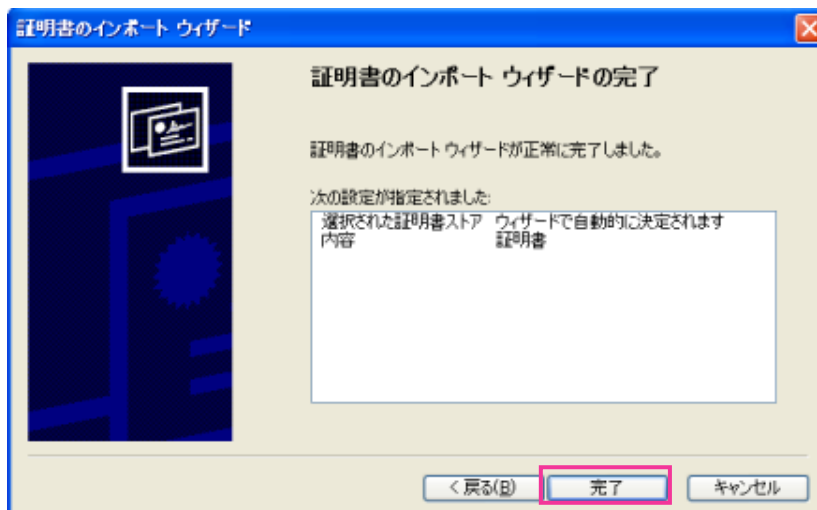 証明書のインポート ウィザード
証明書のインポート ウィザードの完了
証明書のインポート ウィザードが正常に完了しました。
次の設定が指定されました:
選択された証明書ストア ウィザードで自動的に決定されます
内容 証明書
< 戻る(B) 完了 キャンセル